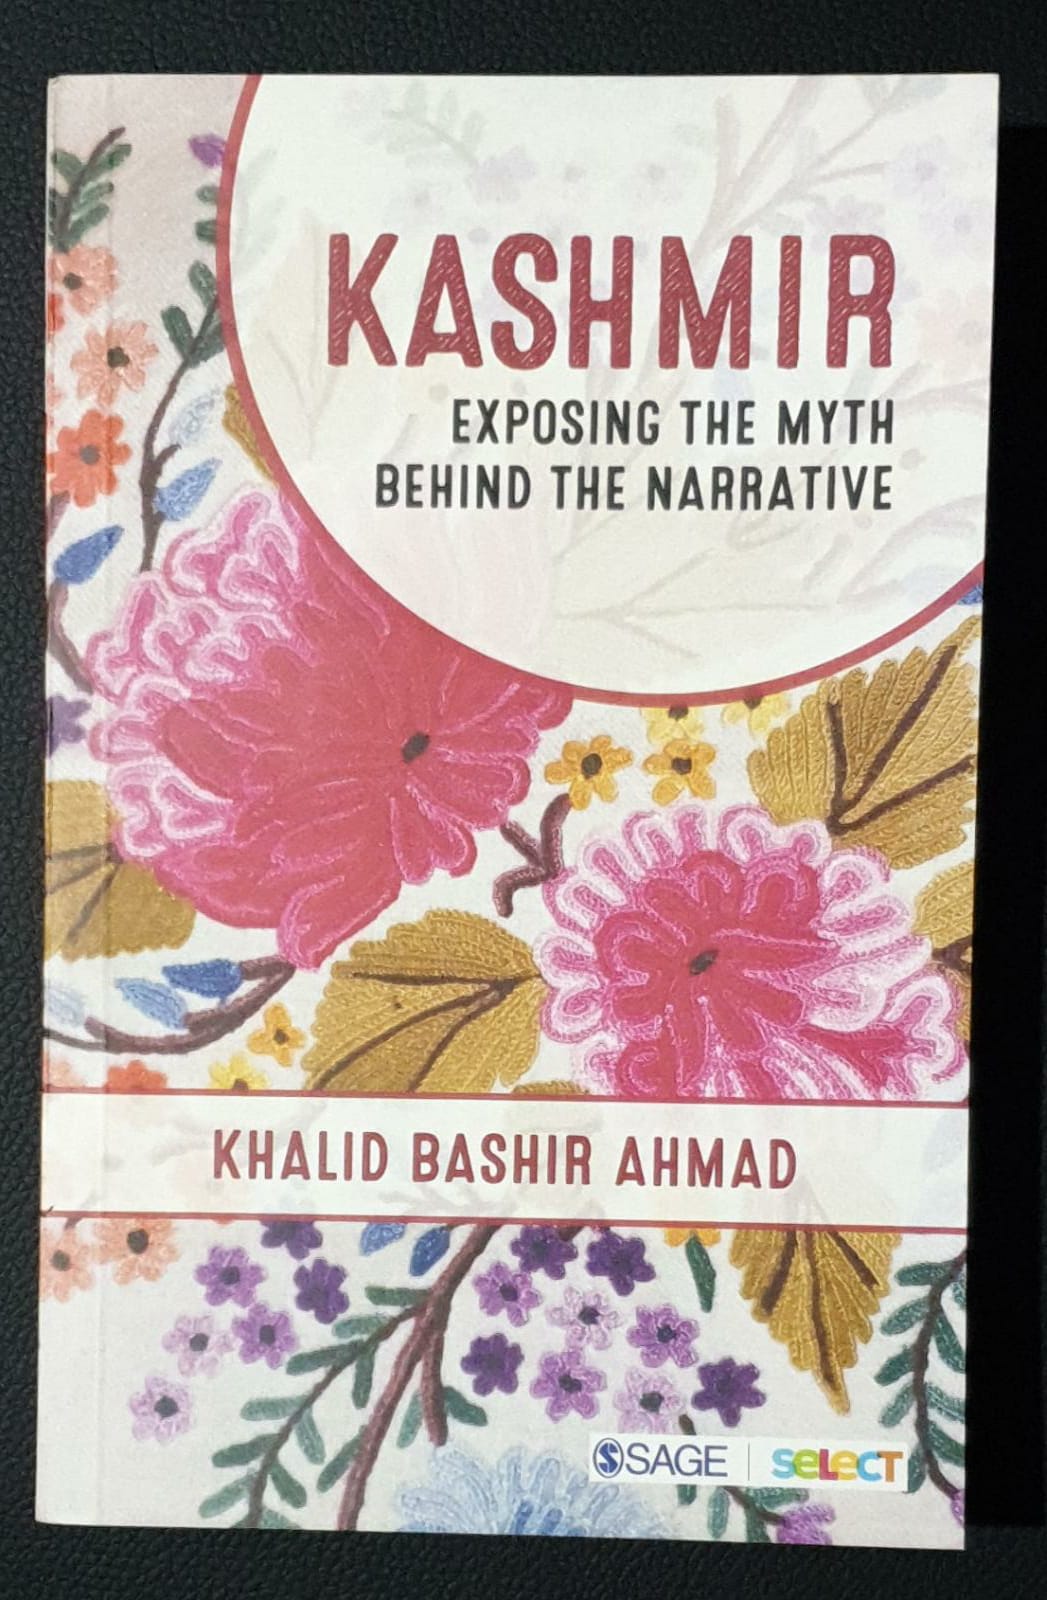 KASHMIR
EXPOSING THE MYTH
BEHIND THE NARRATIVE
KHALID BASHIR AHMAD
SAGE SELECT